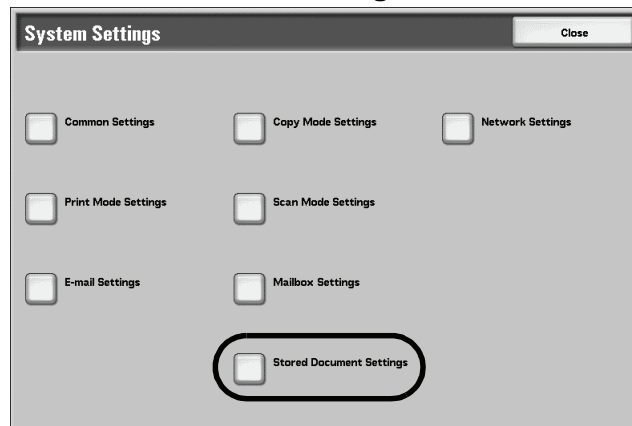 System Settings
Close
Common Settings
Copy Mode Settings
Network Settings
Print Mode Settings
Scan Mode Settings
E-mail Settings
Mailbox Settings
Stored Document Settings